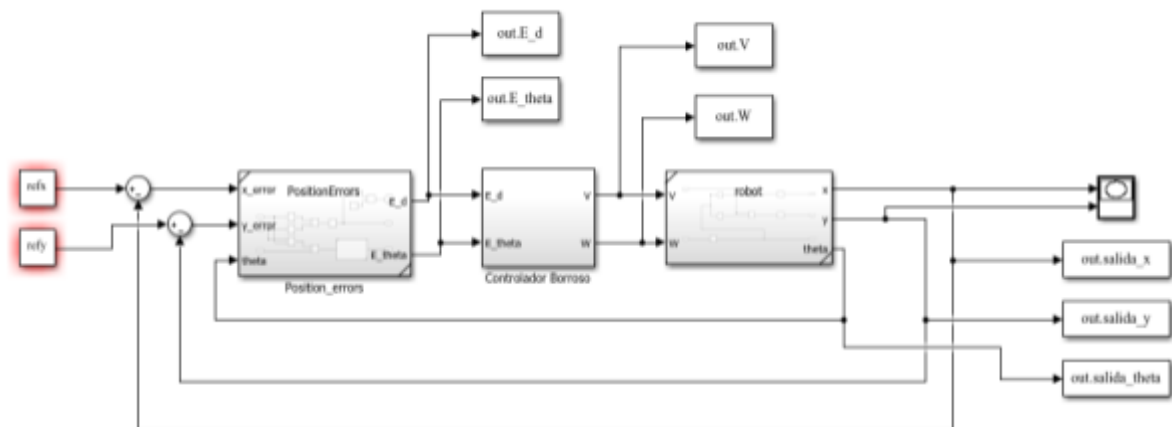 out.E_d
out.V
out.E_theta
out.W
refx
refy
x_error
PositionErrors
E_d
y_error
theta
E_theta
Position_errors
E_d
V
E_theta
W
Controlador Borroso
V
robot
x
y
W
theta
out.salida_x
out.salida_y
out.salida_theta